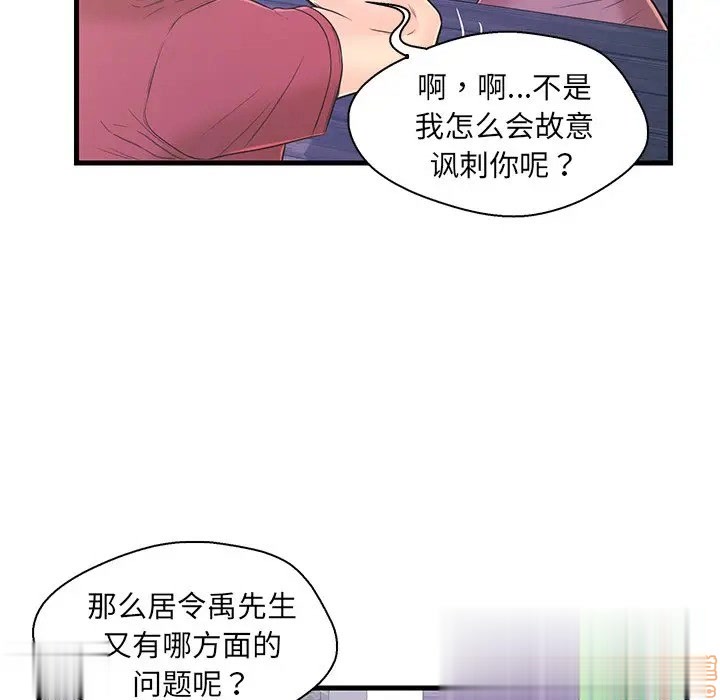 啊，啊...不是
我怎么会故意
讽刺你呢？
那么居令禹先生
又有哪方面的
问题呢？